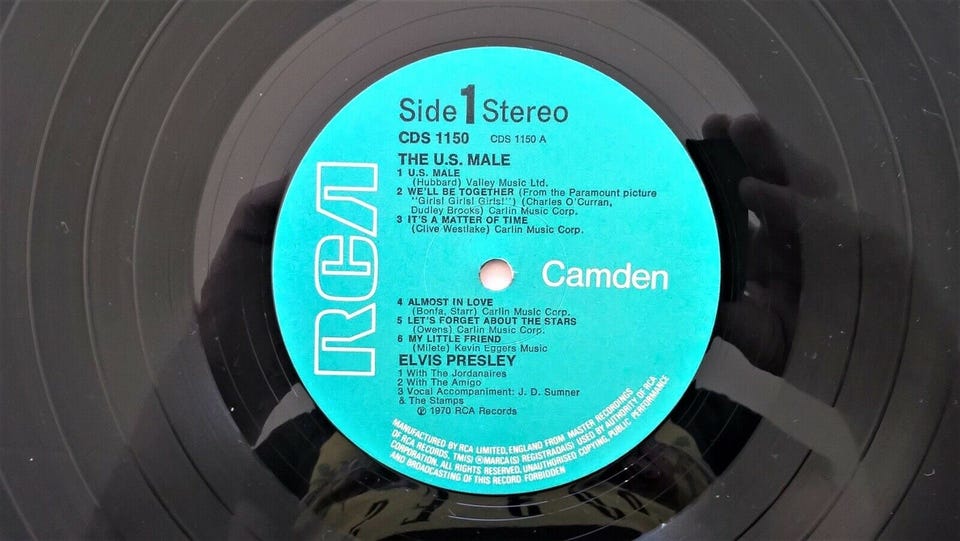 Side 1 Stereo
CDS 1150 CDS 1150 A
THE U.S. MALE
1 U.S. MALE
(Hubbard) Valley Music Ltd.
2 WE'LL BE TOGETHER (From the Paramount picture
"Girls! Girls! Girls!") (Charles O'Curran,
Dudley Brooks) Carlin Music Corp.
3 IT'S A MATTER OF TIME
(Clive Westlake) Carlin Music Corp.
RCA
Camden
4 ALMOST IN LOVE
(Bonfa, Starr) Carlin Music Corp.
5 LET'S FORGET ABOUT THE STARS
(Owens) Carlin Music Corp.
6 MY LITTLE FRIEND
(Milete) Kevin Eggers Music
ELVIS PRESLEY
1 With The Jordanaires
2 With The Amigo
3 Vocal Accompaniment: J. D. Sumner
& The Stamps
℗ 1970 RCA Records
MANUFACTURED BY RCA LIMITED, ENGLAND FROM MASTER RECORDINGS
OF RCA RECORDS. TM(S) ®MARCA(S) REGISTRADA(S) USED BY AUTHORITY OF RCA
CORPORATION. ALL RIGHTS RESERVED. UNAUTHORISED COPYING PUBLIC PERFORMANCE
AND BROADCASTING OF THIS RECORD FORBIDDEN